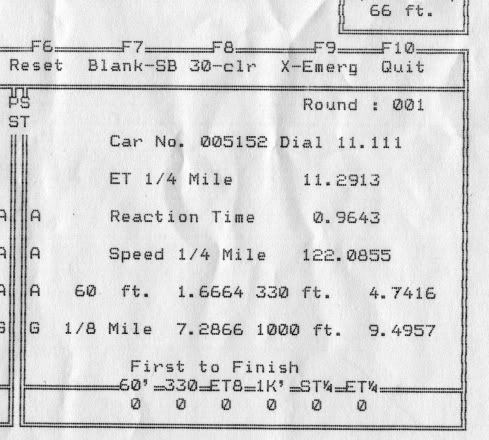 66 ft.
F6 F7 F8 F9 F10
Reset Blank-SB 30-clr X-Emerg Quit
PS Round : 001
ST
Car No. 005152 Dial 11.111
ET 1/4 Mile 11.2913
A A Reaction Time 0.9643
A A Speed 1/4 Mile 122.0855
A A 60 ft. 1.6664 330 ft. 4.7416
G G 1/8 Mile 7.2866 1000 ft. 9.4957
First to Finish
60' 330 ET8 1K' ST¼ ET¼
0 0 0 0 0 0